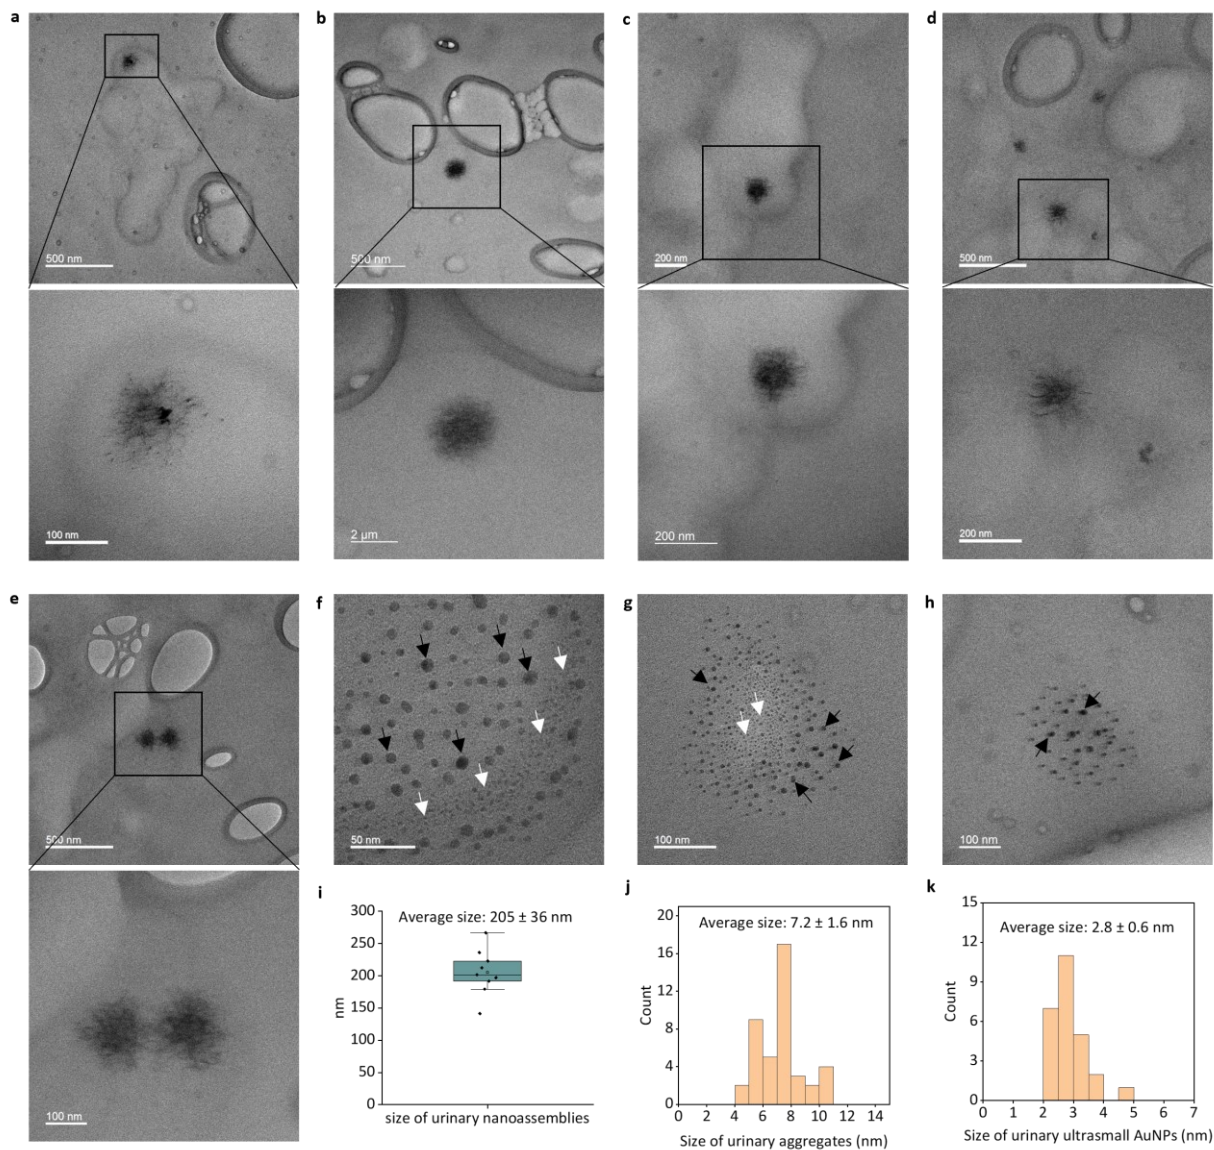 a
b
c
d
500 nm
500 nm
200 nm
500 nm
100 nm
2 µm
200 nm
200 nm
e
f
g
h
500 nm
50 nm
100 nm
100 nm
100 nm
i
300
250
200
150
100
50
0
nm
Average size: 205 ± 36 nm
size of urinary nanoassemblies
j
20
16
12
8
4
0
Count
Average size: 7.2 ± 1.6 nm
0 2 4 6 8 10 12 14
Size of urinary aggregates (nm)
k
15
12
9
6
3
0
Count
Average size: 2.8 ± 0.6 nm
0 1 2 3 4 5 6 7
Size of urinary ultrasmall AuNPs (nm)